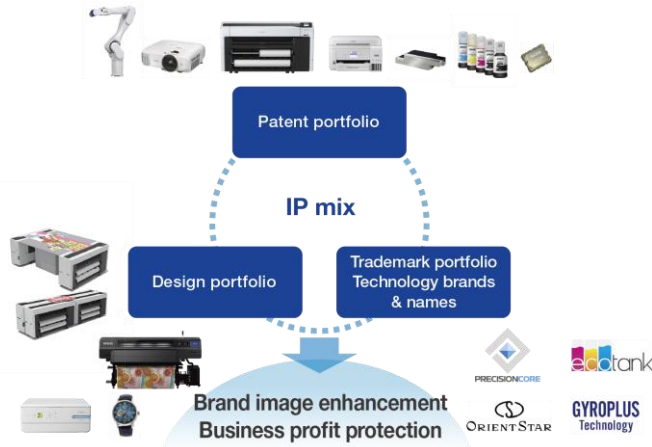 Patent portfolio
IP mix
Design portfolio
Trademark portfolio
Technology brands
& names
PRECISIONCORE
ecotank
ORIENT STAR
GYROPLUS
Technology
Brand image enhancement
Business profit protection